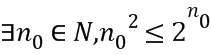 ∃n₀ ∈ N,n₀² ≤ 2^{n₀}